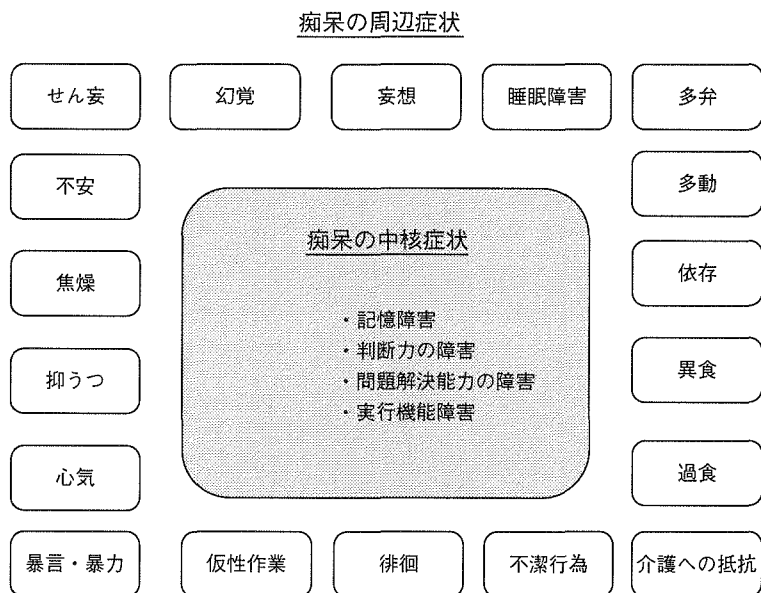 痴呆の周辺症状
せん妄
幻覚
妄想
睡眠障害
多弁
不安
多動
焦燥
依存
抑うつ
異食
心気
過食
暴言・暴力
仮性作業
徘徊
不潔行為
介護への抵抗
痴呆の中核症状
・記憶障害
・判断力の障害
・問題解決能力の障害
・実行機能障害